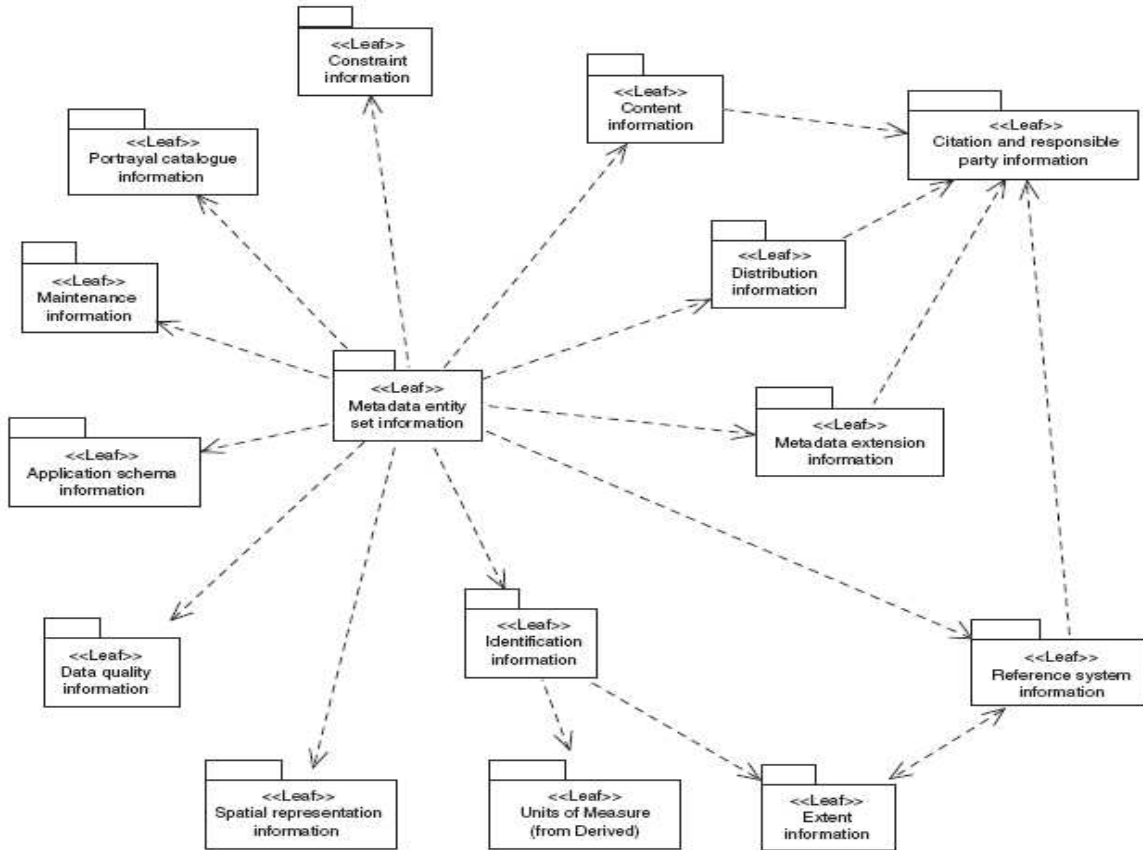 <<Leaf>>
Constraint
information
<<Leaf>>
Content
information
<<Leaf>>
Citation and responsible
party information
<<Leaf>>
Portrayal catalogue
information
<<Leaf>>
Distribution
information
<<Leaf>>
Maintenance
information
<<Leaf>>
Metadata entity
set information
<<Leaf>>
Metadata extension
information
<<Leaf>>
Application schema
information
<<Leaf>>
Identification
information
<<Leaf>>
Data quality
information
<<Leaf>>
Reference system
information
<<Leaf>>
Spatial representation
information
<<Leaf>>
Units of Measure
(from Derived)
<<Leaf>>
Extent
information